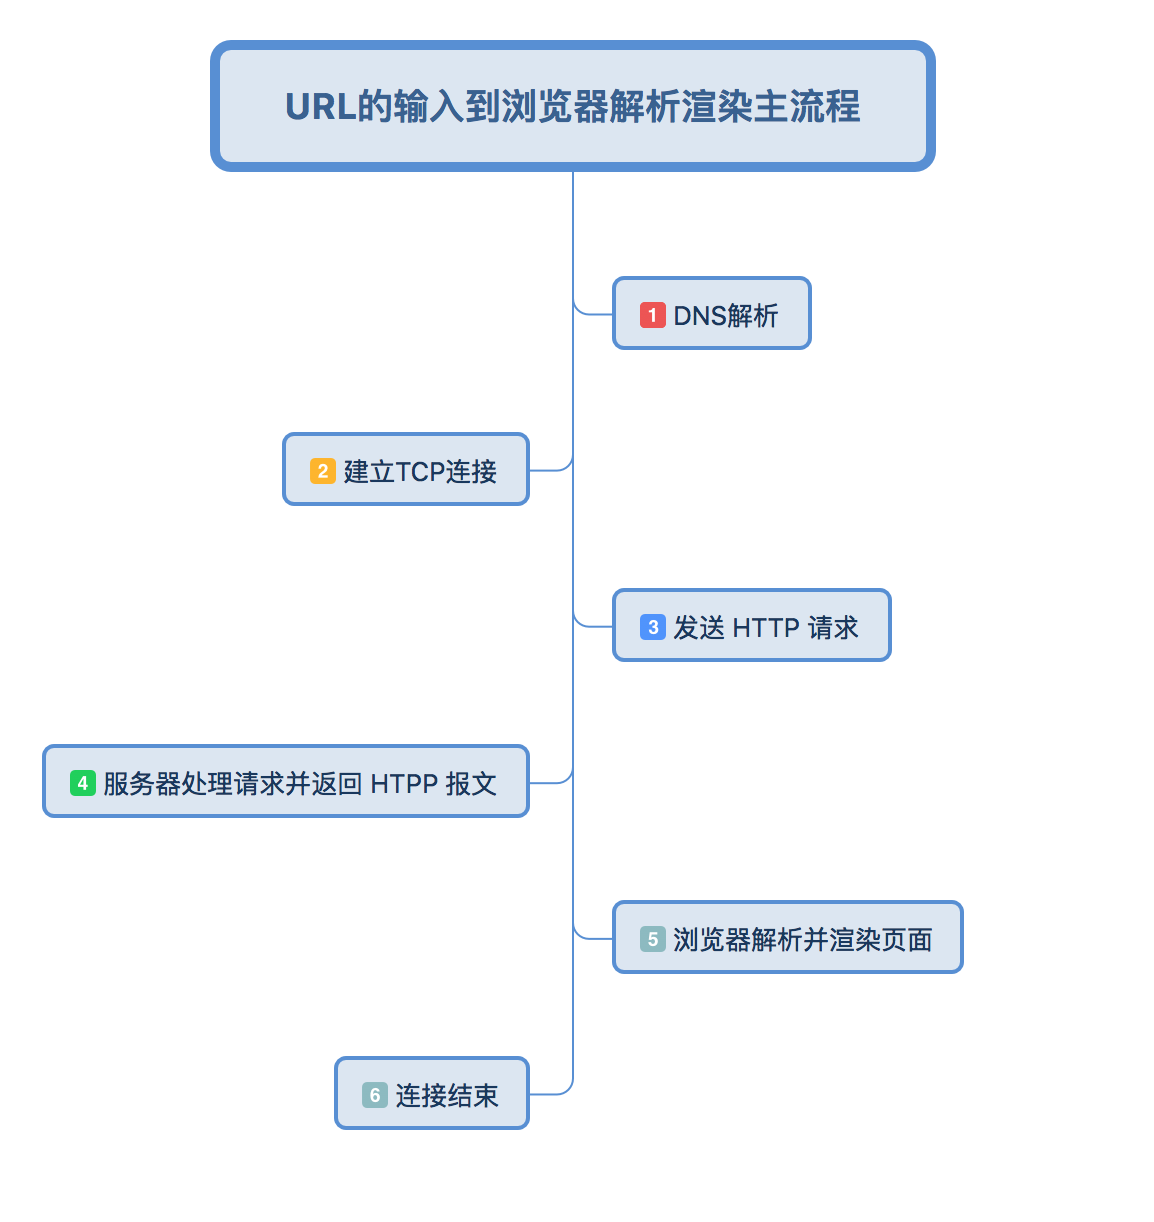 URL的输入到浏览器解析渲染主流程
1 DNS解析
2 建立TCP连接
3 发送 HTTP 请求
4 服务器处理请求并返回 HTPP 报文
5 浏览器解析并渲染页面
6 连接结束